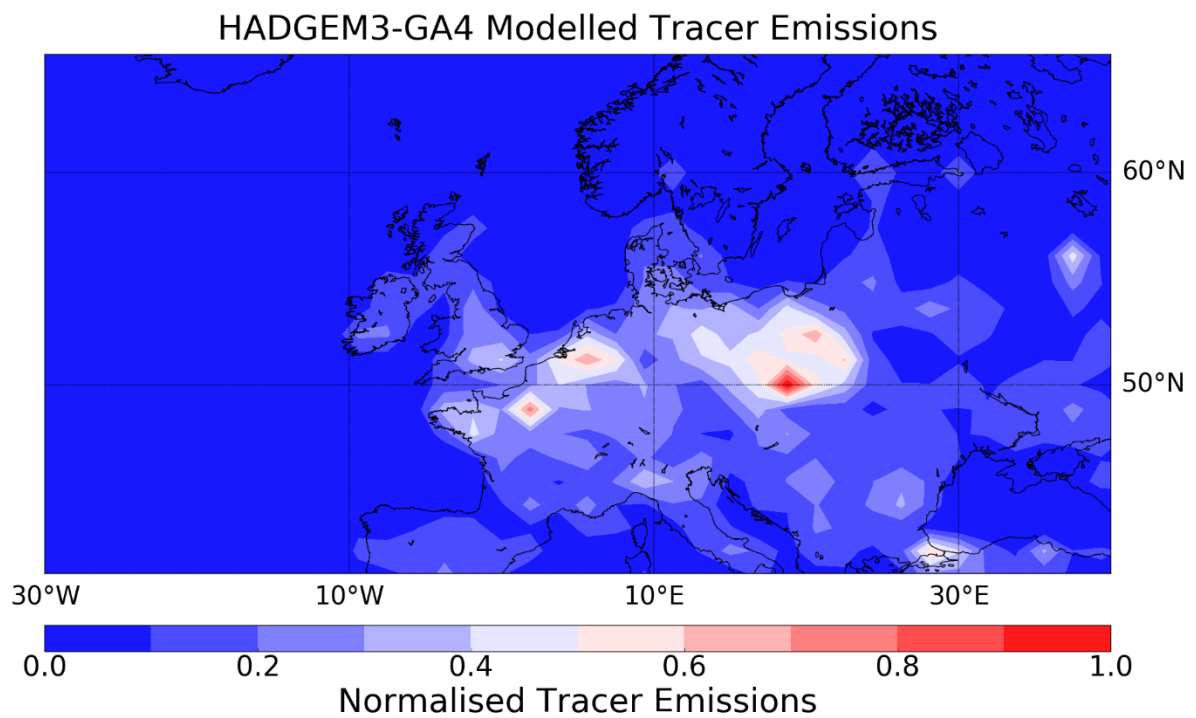 HADGEM3-GA4 Modelled Tracer Emissions
60°N
50°N
30°W 10°W 10°E 30°E
0.0 0.2 0.4 0.6 0.8 1.0
Normalised Tracer Emissions